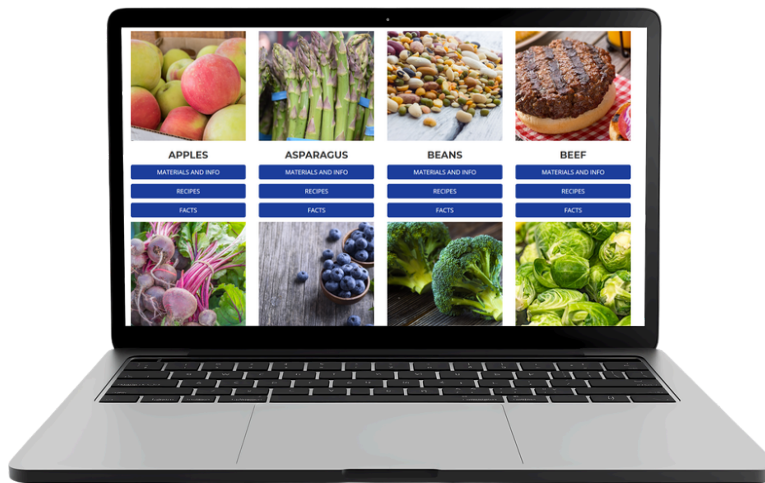 APPLES
ASPARAGUS
BEANS
BEEF
MATERIALS AND INFO
MATERIALS AND INFO
MATERIALS AND INFO
MATERIALS AND INFO
RECIPES
RECIPES
RECIPES
RECIPES
FACTS
FACTS
FACTS
FACTS